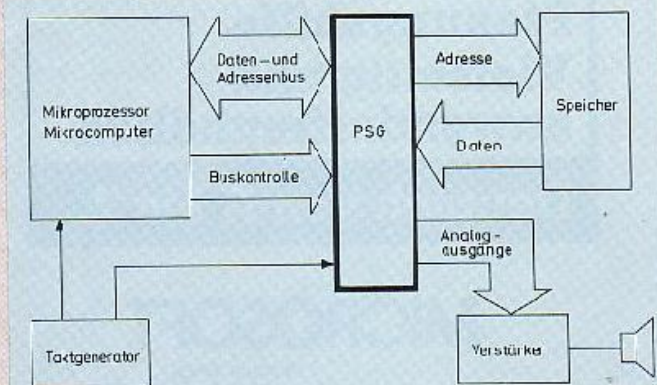 Mikroprozessor
Mikrocomputer
Daten-und
Adressenbus
Buskontrolle
PSG
Adresse
Daten
Speicher
Analog-
ausgänge
Taktgenerator
Verstärker